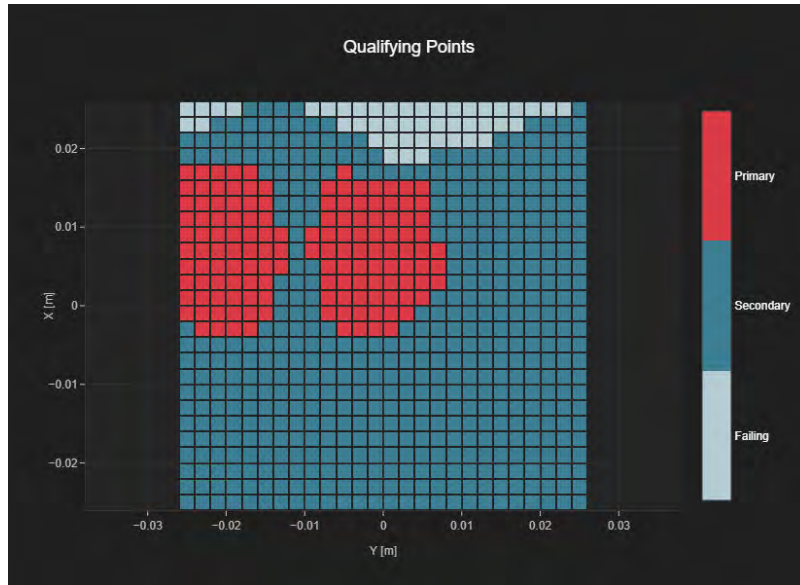 Qualifying Points
0.02
0.01
0
−0.01
−0.02
X [m]
−0.03
−0.02
−0.01
0
0.01
0.02
0.03
Y [m]
Primary
Secondary
Failing